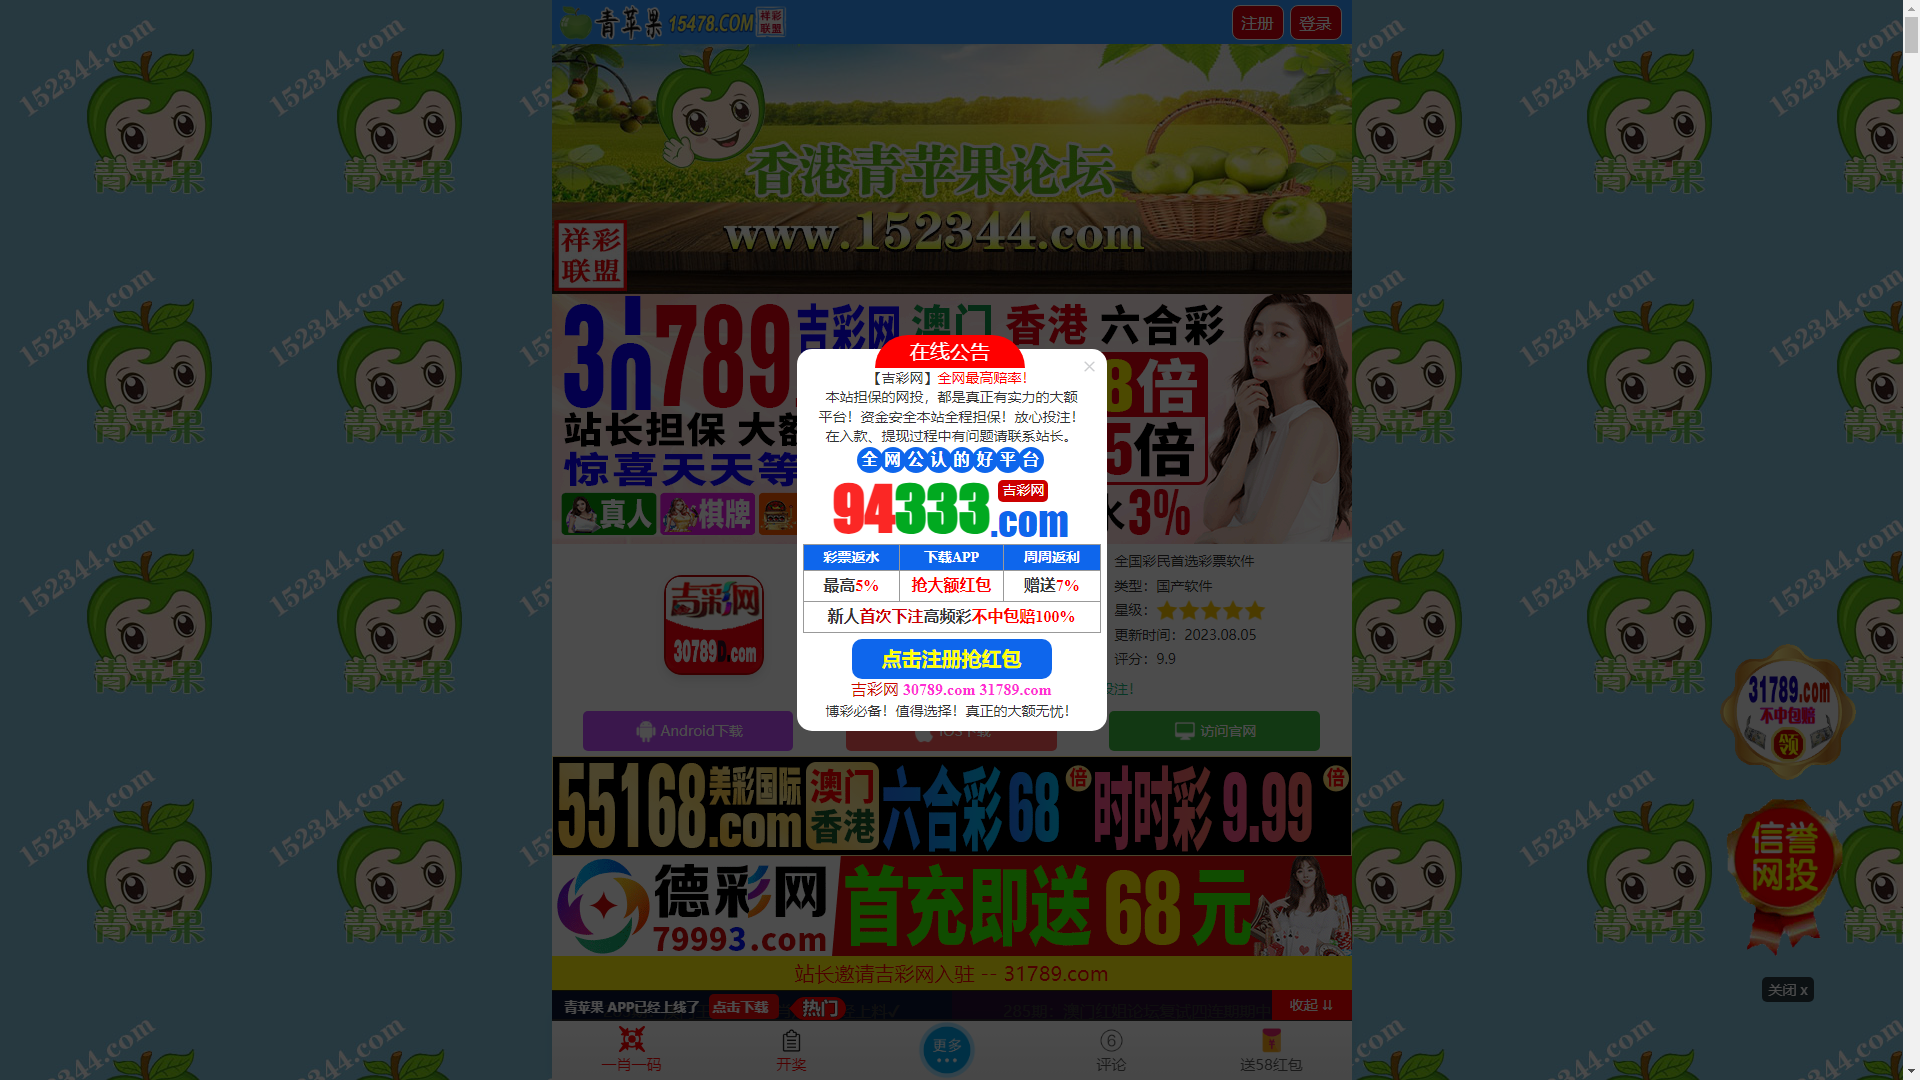 青苹果 15478.COM 祥彩联盟
注册 登录
香港青苹果论坛
www.152344.com
祥彩
联盟
吉彩网 澳门 香港 六合彩
站长担保
惊喜天天等
真人 棋牌
3%
在线公告
【吉彩网】全网最高赔率!
本站担保的网投，都是真正有实力的大额
平台！资金安全本站全程担保！放心投注！
在入款、提现过程中有问题请联系站长。
全网公认的好平台
94333.com 吉彩网
彩票返水 下载APP 周周返利
最高5% 抢大额红包 赠送7%
新人首次下注高频彩不中包赔100%
点击注册抢红包
吉彩网 30789.com 31789.com
博彩必备！值得选择！真正的大额无忧！
吉彩网
30789D.com
全国彩民首选彩票软件
类型：国产软件
星级：
更新时间：2023.08.05
评分：9.9
Android下载 访问官网
55168.com 美彩国际 澳门香港 六合彩68倍 时时彩9.99倍
德彩网
79993.com
首充即送68元
站长邀请吉彩网入驻 -- 31789.com
青苹果 APP已经上线了 点击下载 热门 收起
一肖一码 开奖 更多 评论 送58红包
31789.com
不中包赔
领
信誉
网投
关闭 x
152344.com
青苹果